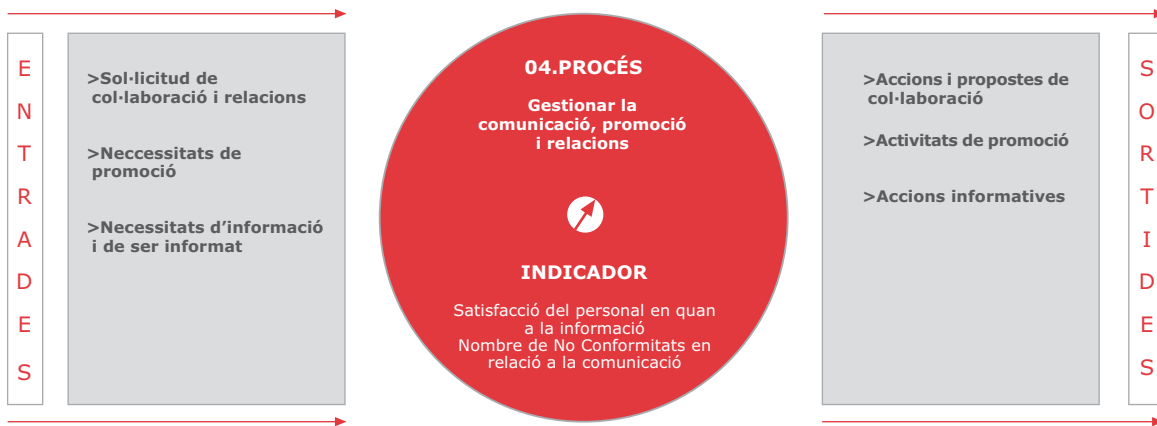 ENTRADES
>Sol·licitud de
col·laboració i relacions
>Neccessitats de
promoció
>Necessitats d’informació
i de ser informat
04.PROCÉS
Gestionar la
comunicació, promoció
i relacions
INDICADOR
Satisfacció del personal en quan
a la informació
Nombre de No Conformitats en
relació a la comunicació
>Accions i propostes de
col·laboració
>Activitats de promoció
>Accions informatives
SORTIDES